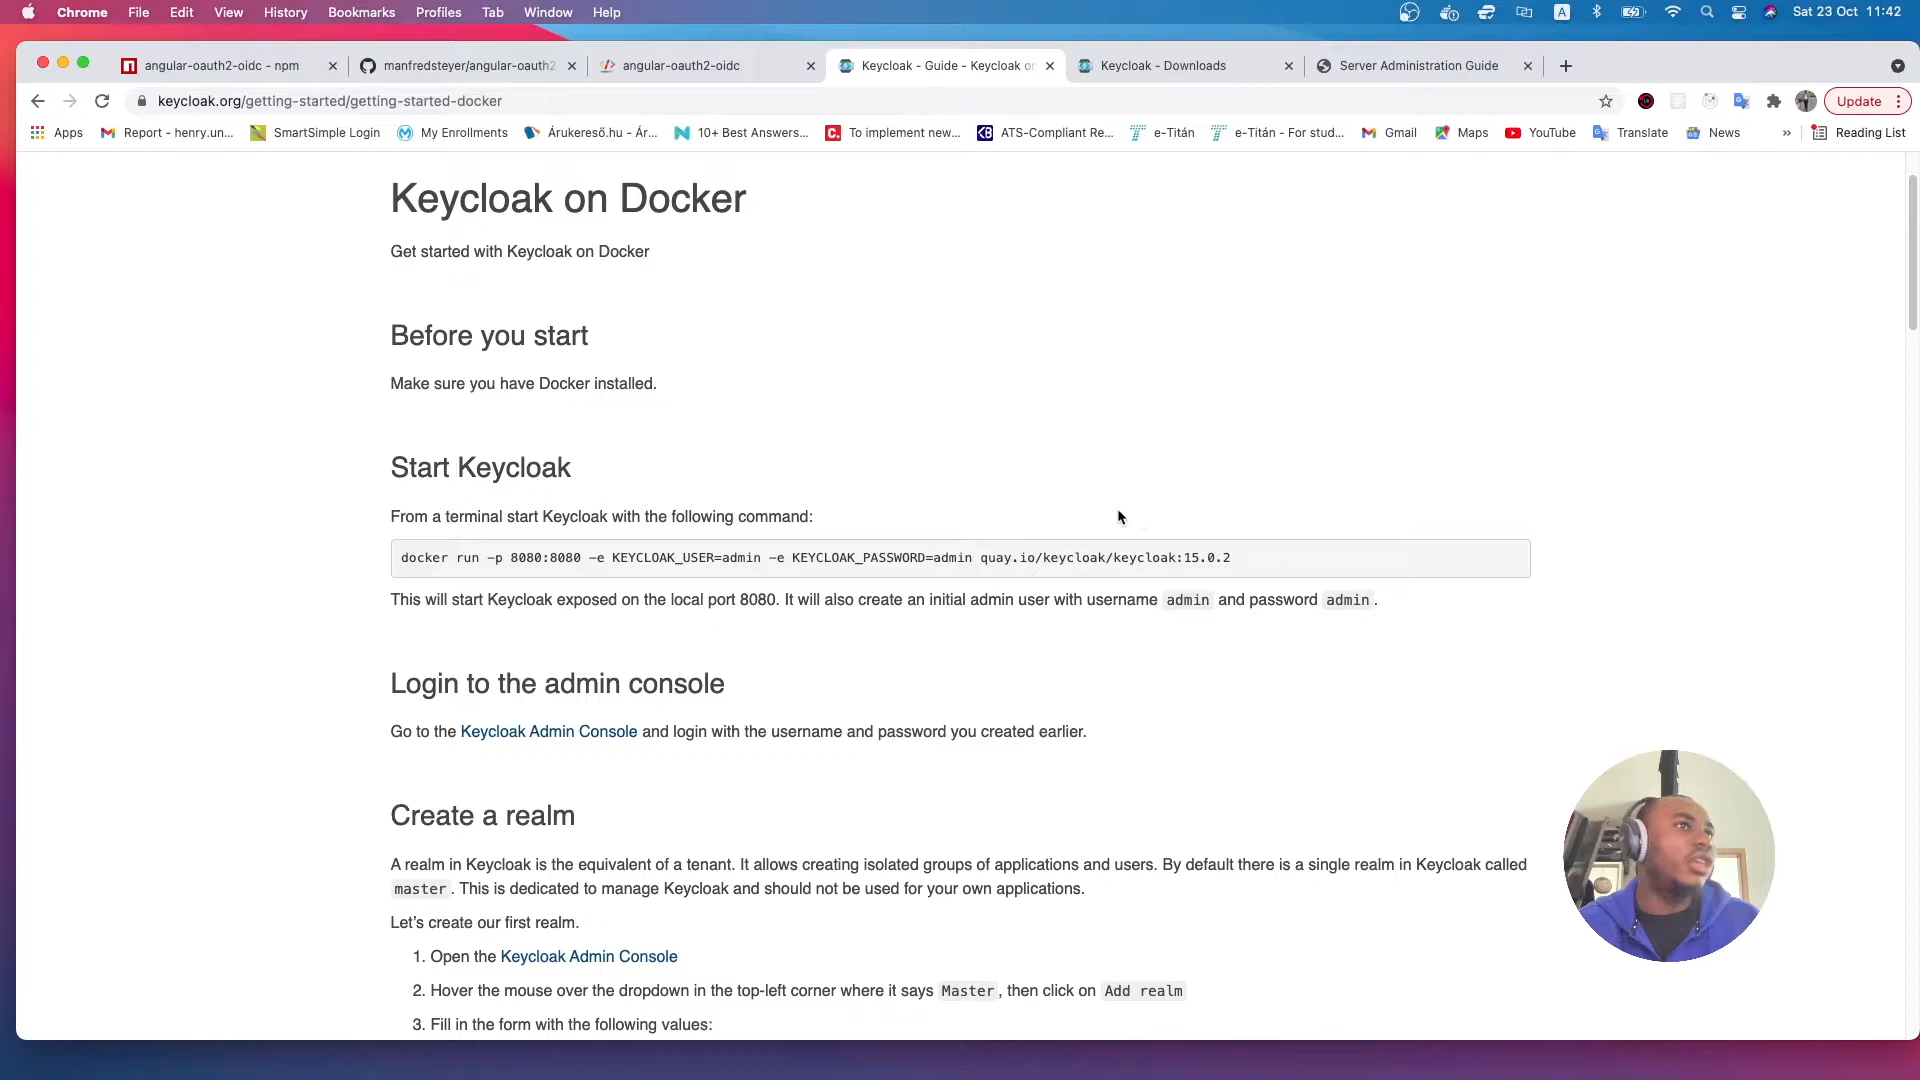 Chrome File Edit View History Bookmarks Profiles Tab Window Help A Sat 23 Oct 11:42
angular-oauth2-oidc - npm manfredsteyer/angular-oauth2 angular-oauth2-oidc Keycloak - Guide - Keycloak on Keycloak - Downloads Server Administration Guide
keycloak.org/getting-started/getting-started-docker Update
Apps Report - henry.un... SmartSimple Login My Enrollments Árukereső.hu - Ár... 10+ Best Answers... To implement new... ATS-Compliant Re... e-Titán e-Titán - For stud... Gmail Maps YouTube Translate News » Reading List
Keycloak on Docker
Get started with Keycloak on Docker
Before you start
Make sure you have Docker installed.
Start Keycloak
From a terminal start Keycloak with the following command:
docker run -p 8080:8080 -e KEYCLOAK_USER=admin -e KEYCLOAK_PASSWORD=admin quay.io/keycloak/keycloak:15.0.2
This will start Keycloak exposed on the local port 8080. It will also create an initial admin user with username admin and password admin.
Login to the admin console
Go to the Keycloak Admin Console and login with the username and password you created earlier.
Create a realm
A realm in Keycloak is the equivalent of a tenant. It allows creating isolated groups of applications and users. By default there is a single realm in Keycloak called
master. This is dedicated to manage Keycloak and should not be used for your own applications.
Let's create our first realm.
1. Open the Keycloak Admin Console
2. Hover the mouse over the dropdown in the top-left corner where it says Master, then click on Add realm
3. Fill in the form with the following values: